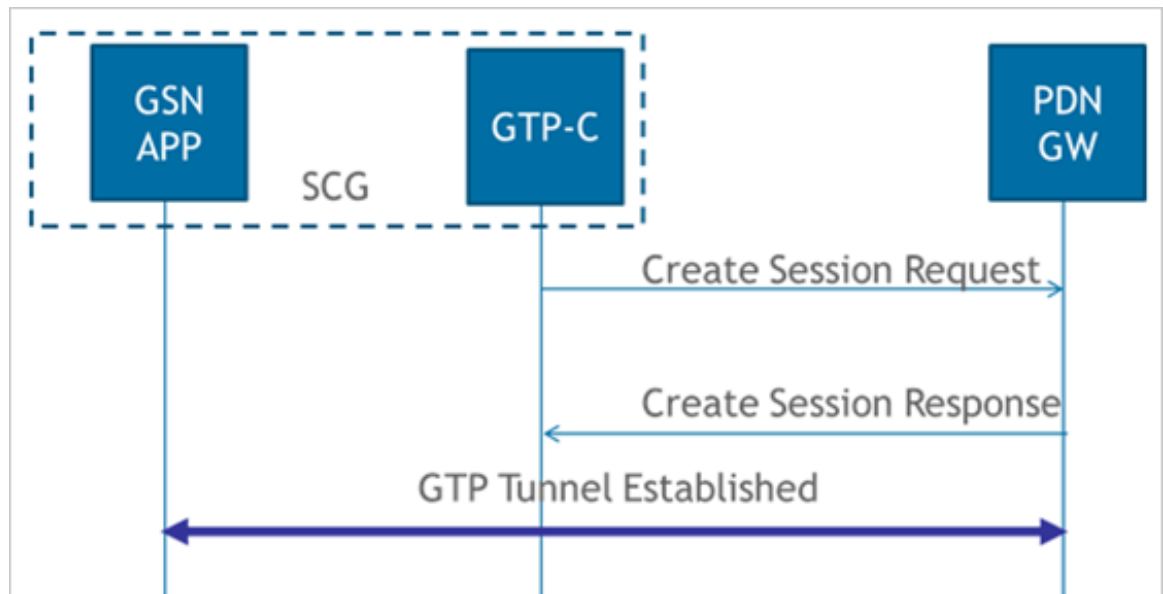 GSN
APP
GTP-C
PDN
GW
SCG
Create Session Request
Create Session Response
GTP Tunnel Established